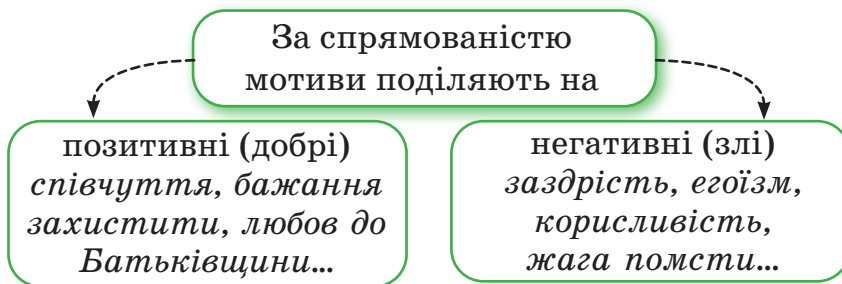 За спрямованістю
мотиви поділяють на
позитивні (добрі)
співчуття, бажання
захистити, любов до
Батьківщини...
негативні (злі)
заздрість, егоїзм,
корисливість,
жага помсти...